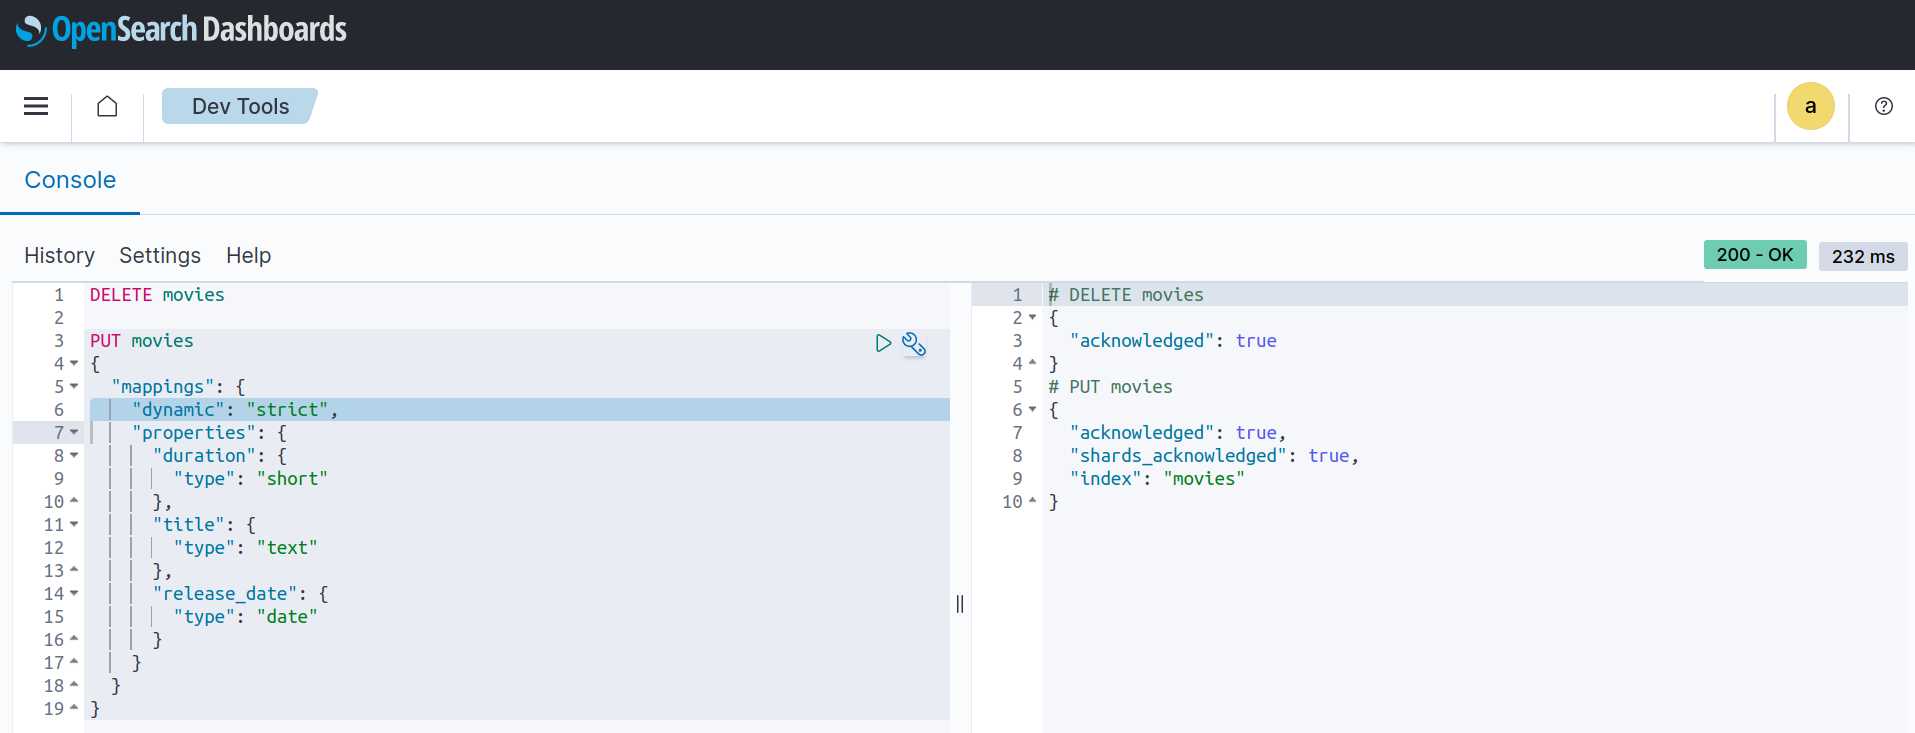 OpenSearch Dashboards
Dev Tools
a
?
Console
History Settings Help
200 - OK
232 ms
1 DELETE movies
2
3 PUT movies
4 {
5 "mappings": {
6 "dynamic": "strict",
7 "properties": {
8 "duration": {
9 "type": "short"
10 },
11 "title": {
12 "type": "text"
13 },
14 "release_date": {
15 "type": "date"
16 }
17 }
18 }
19 }
1 # DELETE movies
2 {
3 "acknowledged": true
4 }
5 # PUT movies
6 {
7 "acknowledged": true,
8 "shards_acknowledged": true,
9 "index": "movies"
10 }